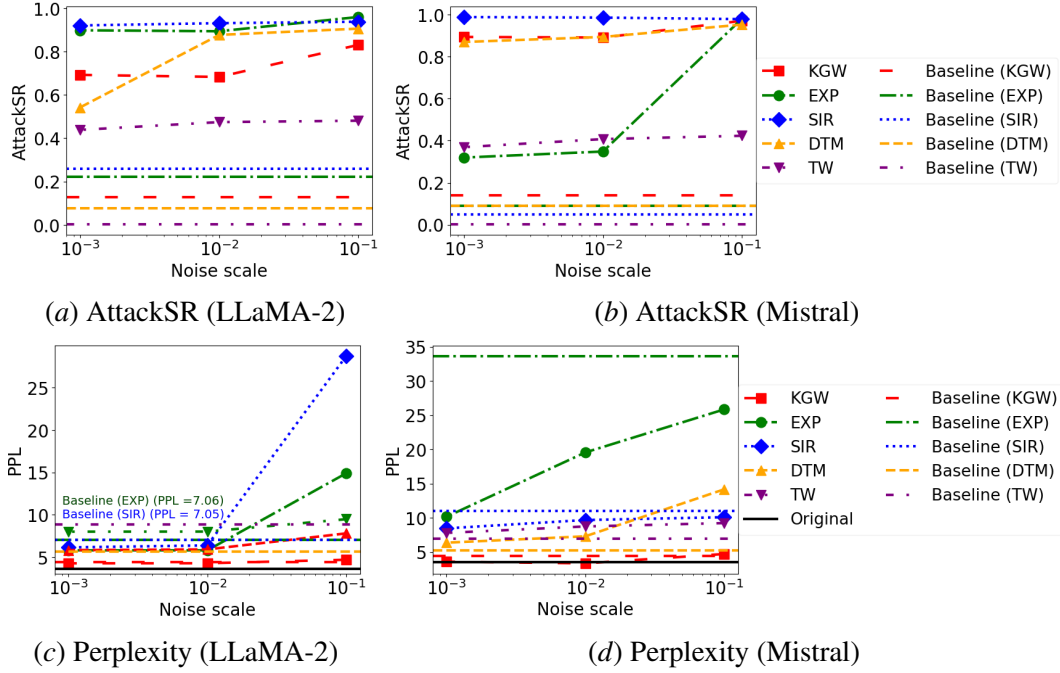 1.0
0.8
0.6
0.4
0.2
0.0
AttackSR
10⁻³
10⁻²
10⁻¹
Noise scale
(a) AttackSR (LLaMA-2)
1.0
0.8
0.6
0.4
0.2
0.0
AttackSR
10⁻³
10⁻²
10⁻¹
Noise scale
(b) AttackSR (Mistral)
KGW
EXP
SIR
DTM
TW
Baseline (KGW)
Baseline (EXP)
Baseline (SIR)
Baseline (DTM)
Baseline (TW)
25
20
15
10
5
PPL
Baseline (EXP) (PPL =7.06)
Baseline (SIR) (PPL = 7.05)
10⁻³
10⁻²
10⁻¹
Noise scale
(c) Perplexity (LLaMA-2)
35
30
25
20
15
10
5
PPL
10⁻³
10⁻²
10⁻¹
Noise scale
(d) Perplexity (Mistral)
KGW
EXP
SIR
DTM
TW
Original
Baseline (KGW)
Baseline (EXP)
Baseline (SIR)
Baseline (DTM)
Baseline (TW)